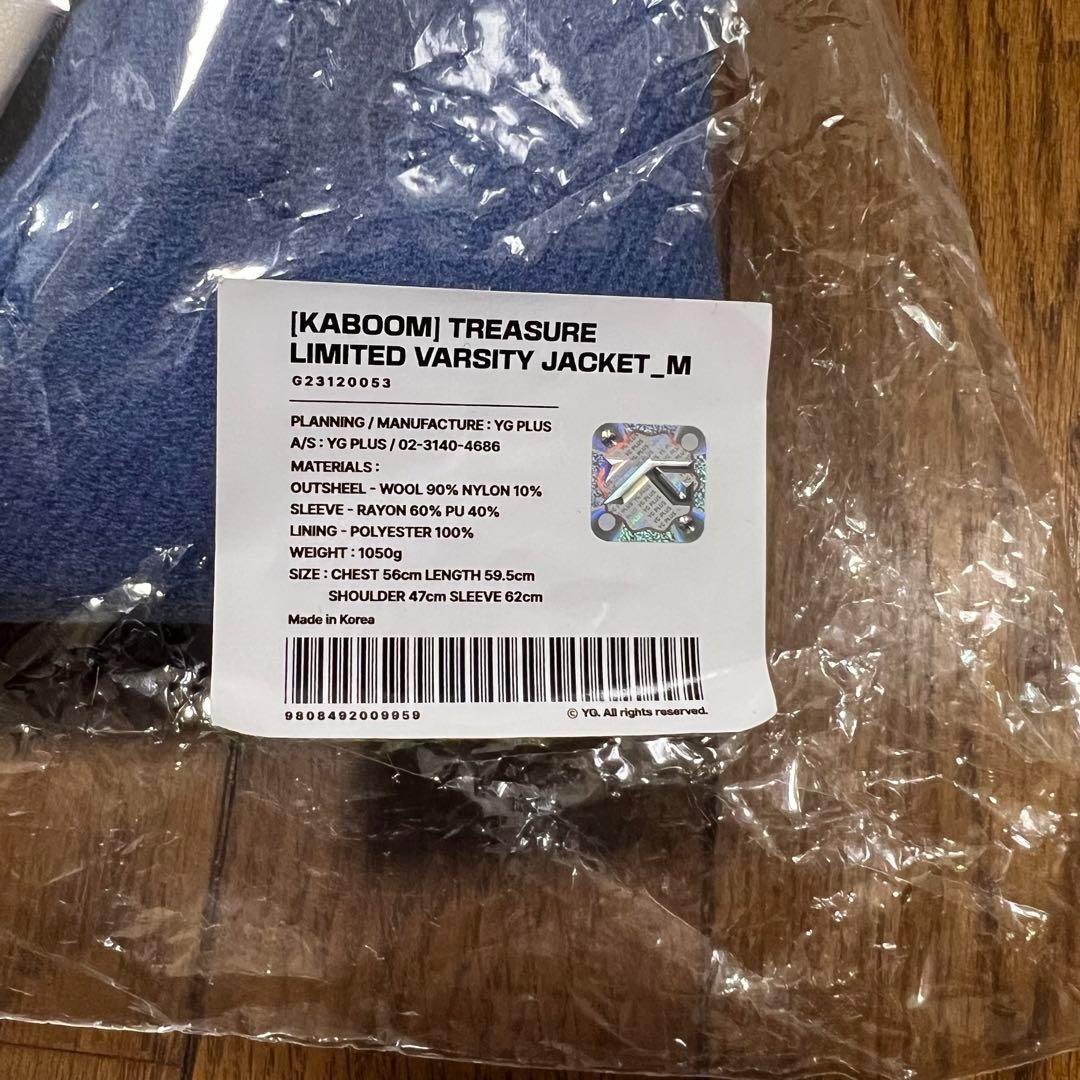 [KABOOM] TREASURE
LIMITED VARSITY JACKET_M
G23120053
PLANNING / MANUFACTURE : YG PLUS
A/S : YG PLUS / 02-3140-4686
MATERIALS :
OUTSHEEL - WOOL 90% NYLON 10%
SLEEVE - RAYON 60% PU 40%
LINING - POLYESTER 100%
WEIGHT : 1050g
SIZE : CHEST 56cm LENGTH 59.5cm
SHOULDER 47cm SLEEVE 62cm
Made in Korea
9808492009959
© YG. All rights reserved.